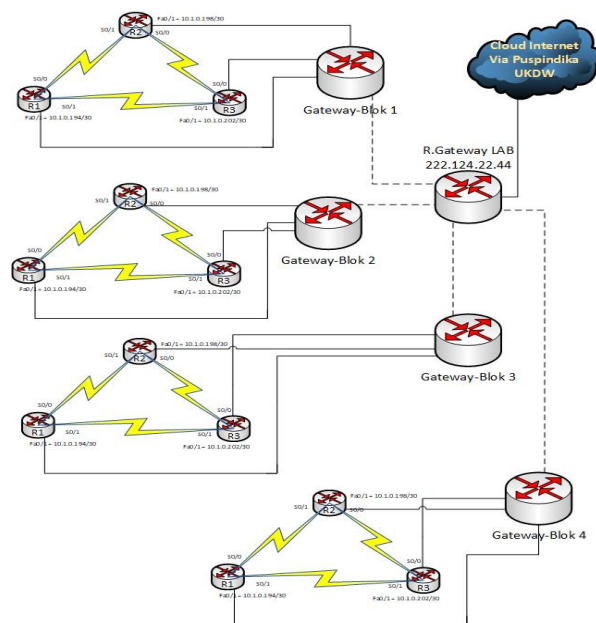 Fa0/1 = 10.1.0.198/30
S0/1
R2
S0/0
S0/0
S0/0
R1
S0/1
S0/1
R3
Fa0/1 = 10.1.0.194/30
Fa0/1 = 10.1.0.202/30
Gateway-Blok 1
Cloud Internet
Via Puspindika
UKDW
R.Gateway LAB
222.124.22.44
Fa0/1 = 10.1.0.198/30
S0/1
R2
S0/0
S0/0
S0/0
R1
S0/1
S0/1
R3
Fa0/1 = 10.1.0.194/30
Fa0/1 = 10.1.0.202/30
Gateway-Blok 2
Fa0/1 = 10.1.0.198/30
S0/1
R2
S0/0
S0/0
S0/0
R1
S0/1
S0/1
R3
Fa0/1 = 10.1.0.194/30
Fa0/1 = 10.1.0.202/30
Gateway-Blok 3
Fa0/1 = 10.1.0.198/30
S0/1
R2
S0/0
S0/0
S0/0
R1
S0/1
S0/1
R3
Fa0/1 = 10.1.0.194/30
Fa0/1 = 10.1.0.202/30
Gateway-Blok 4